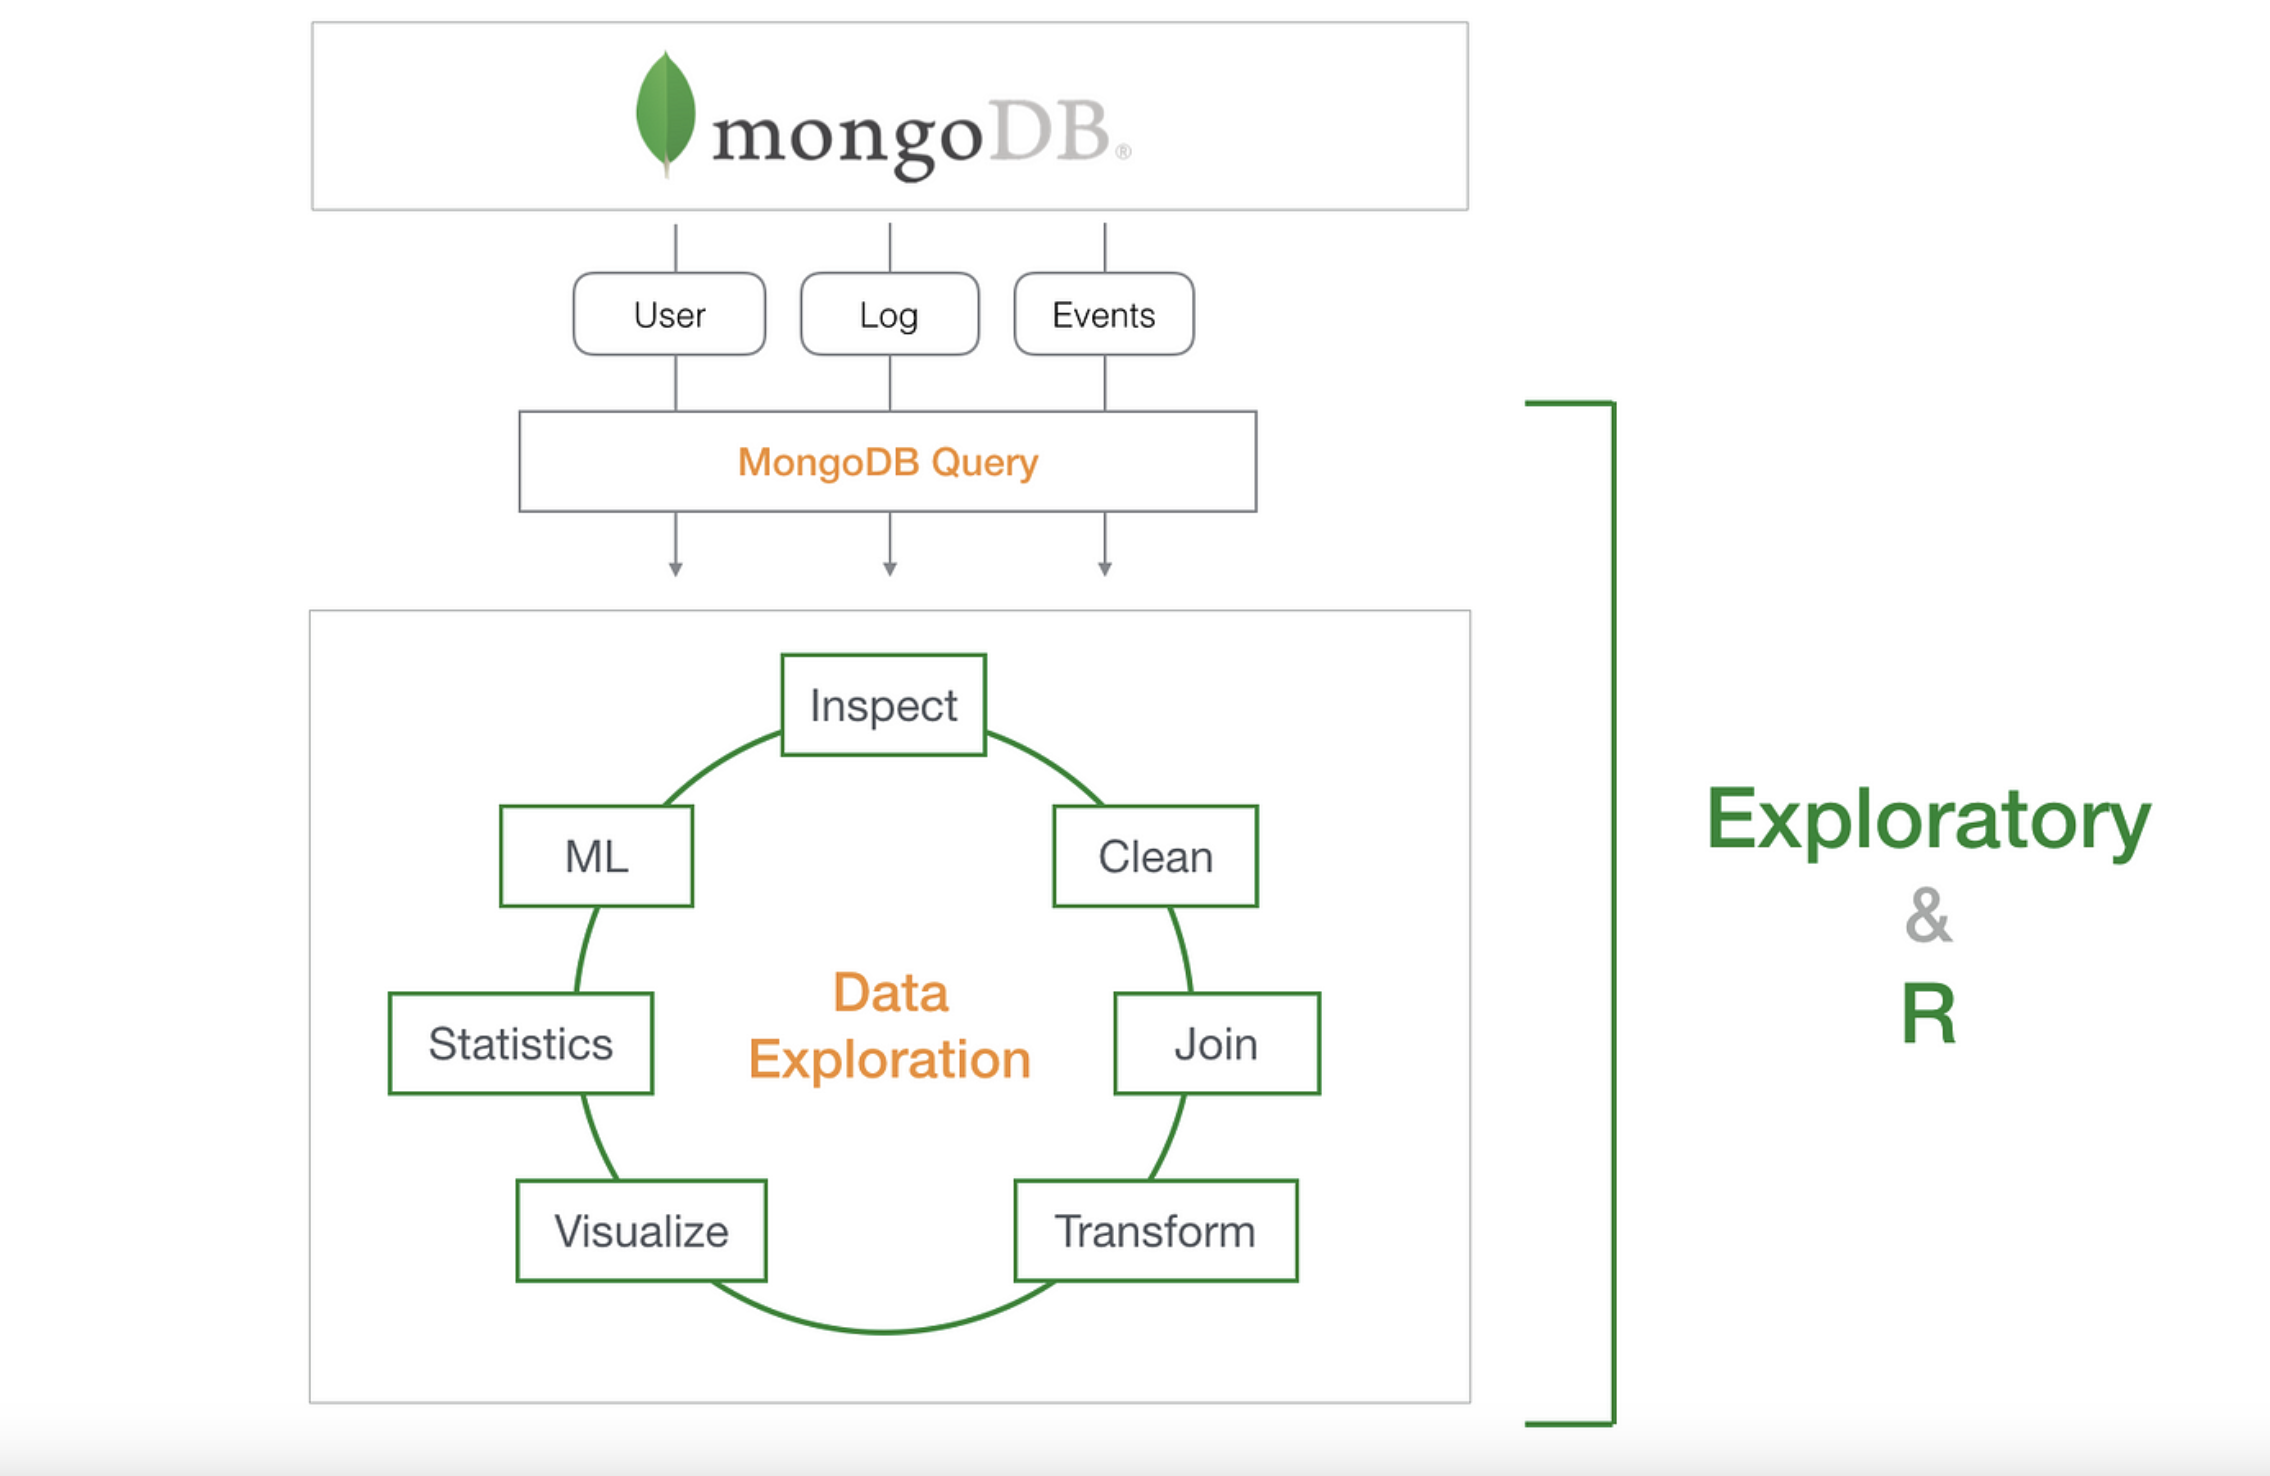 mongoDB®
User
Log
Events
MongoDB Query
Inspect
ML
Clean
Data
Exploration
Statistics
Join
Visualize
Transform
Exploratory
&
R